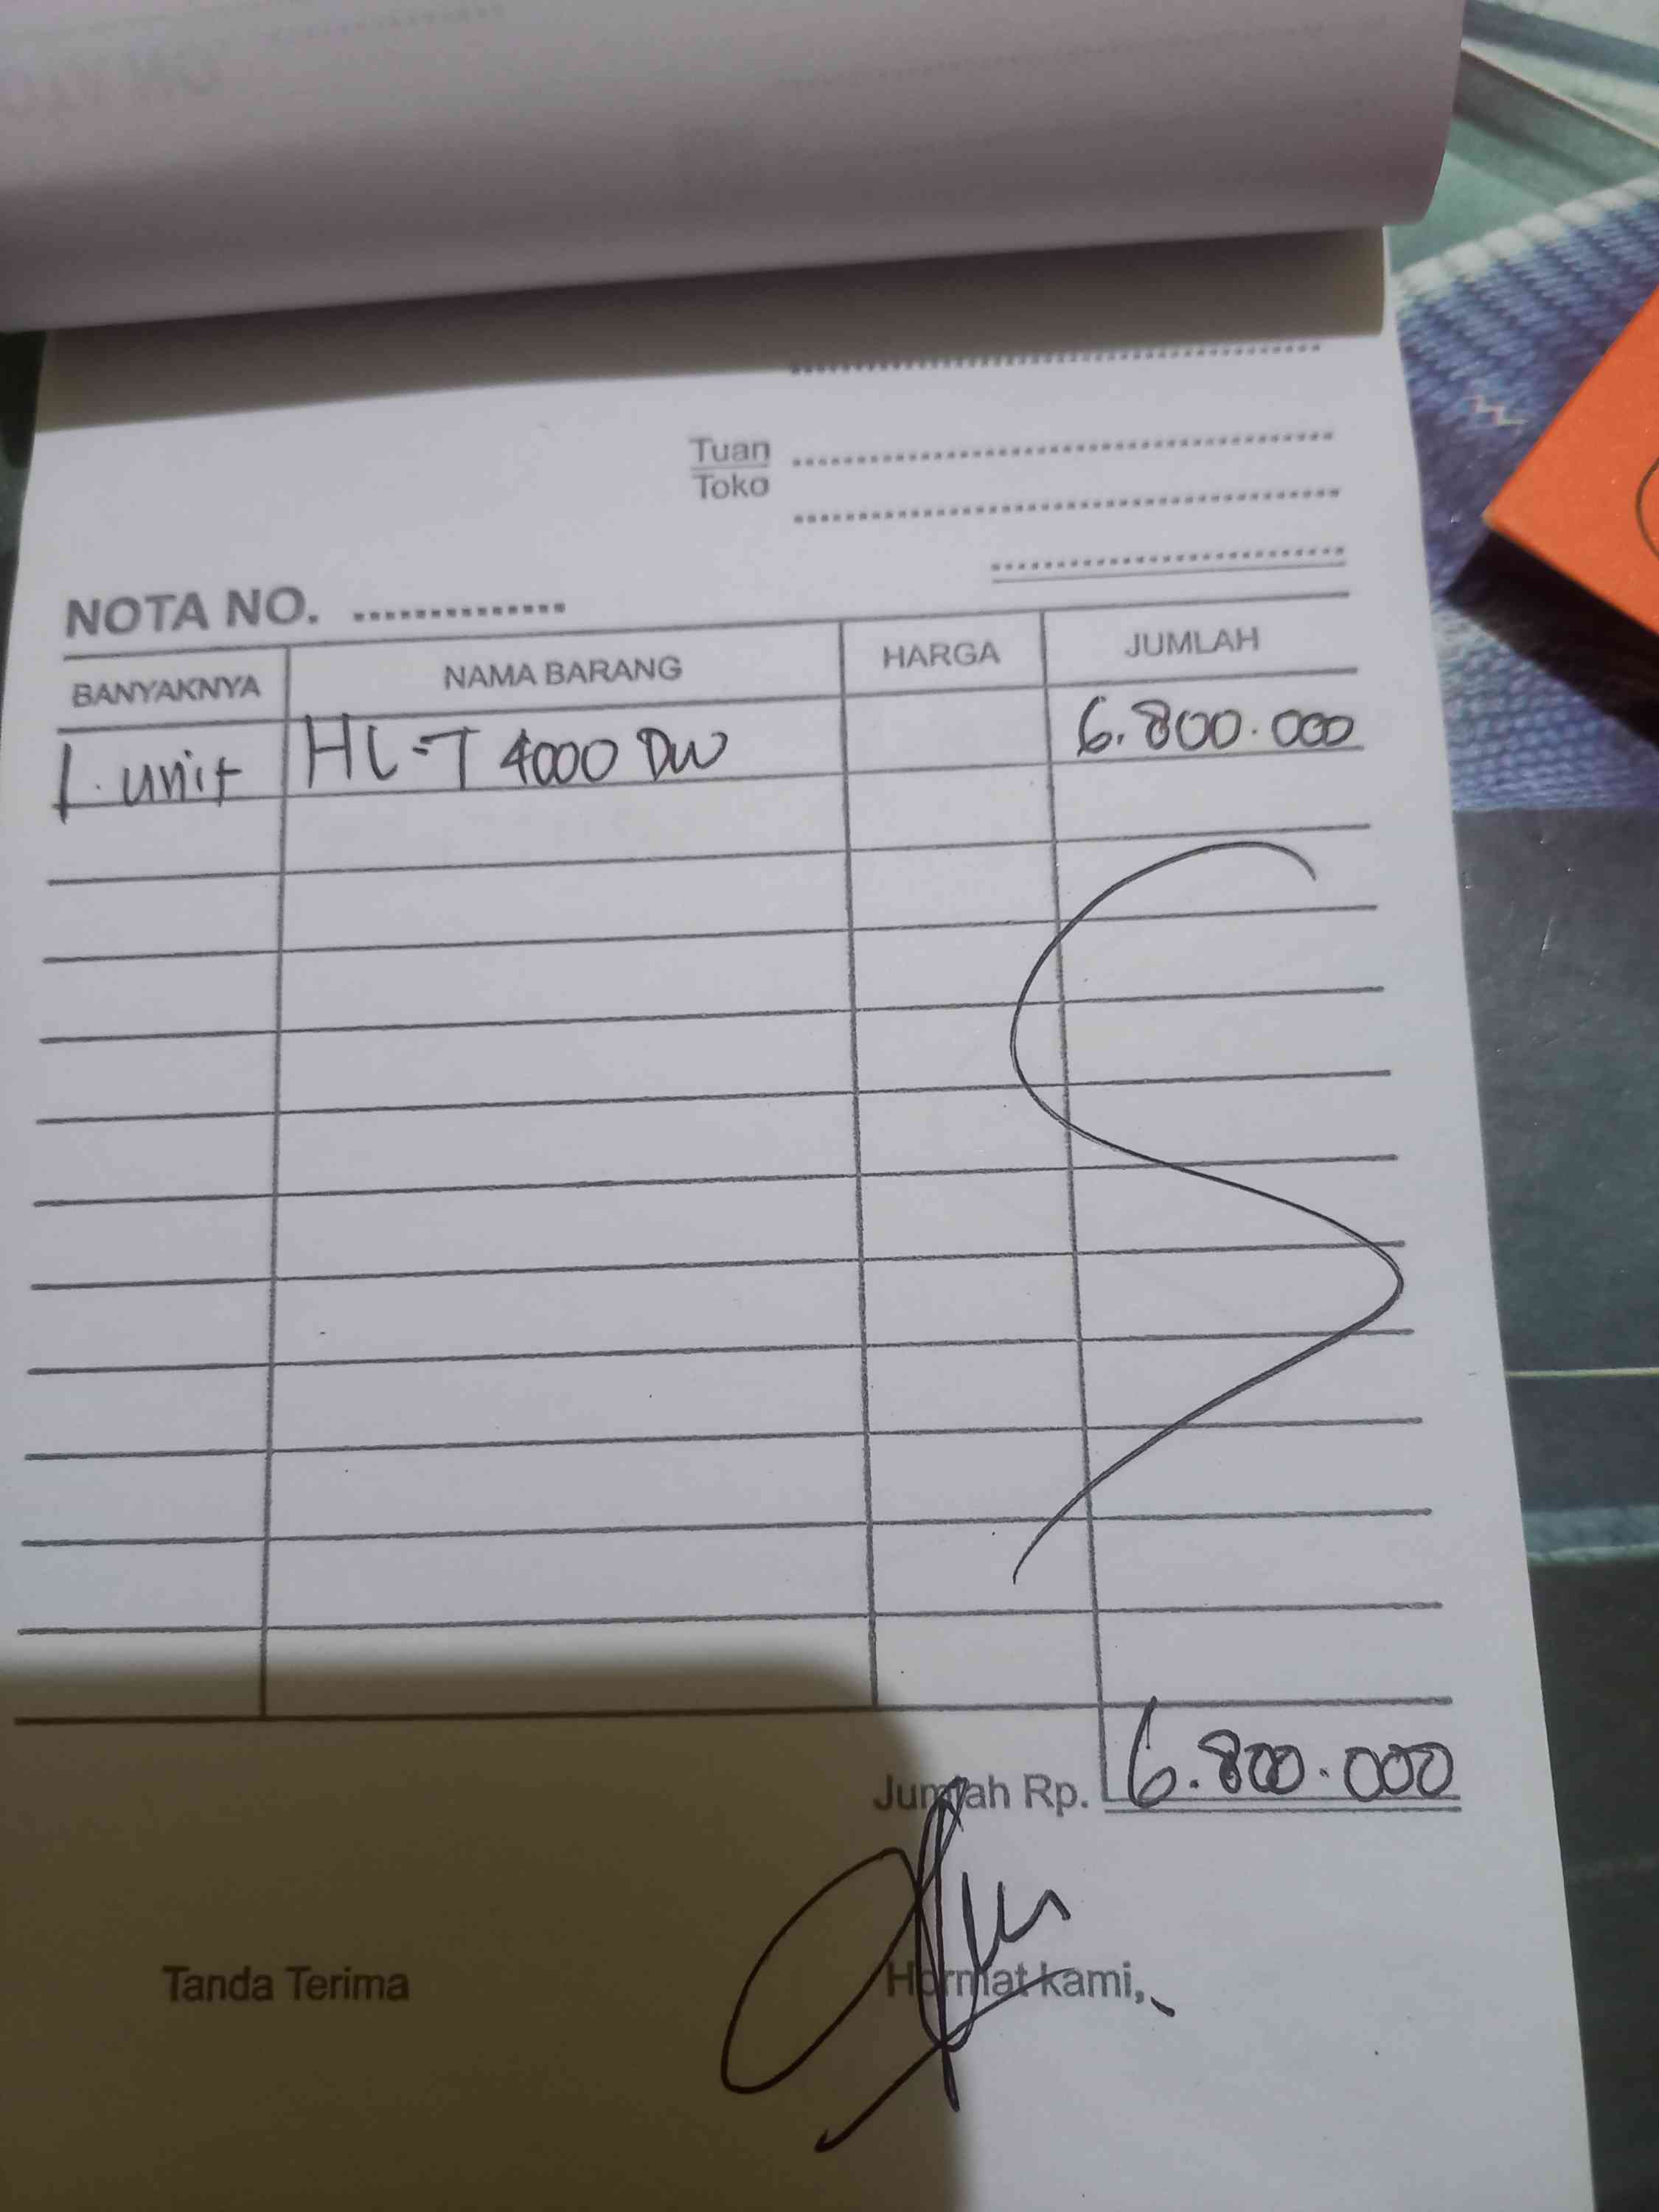 Tuan
Toko
NOTA NO. ..............
BANYAKNYA NAMA BARANG HARGA JUMLAH
1. unit HL-T 4000 DW 6.800.000
Jumlah Rp. 6.800.000
Tanda Terima Hormat kami,